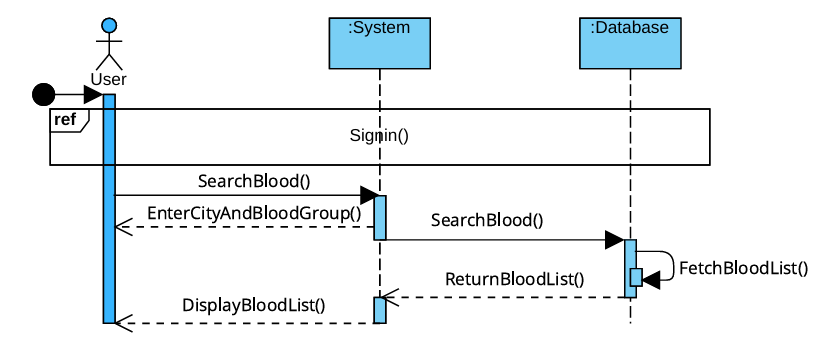 :System
:Database
User
ref
Signin()
SearchBlood()
EnterCityAndBloodGroup()
SearchBlood()
FetchBloodList()
ReturnBloodList()
DisplayBloodList()